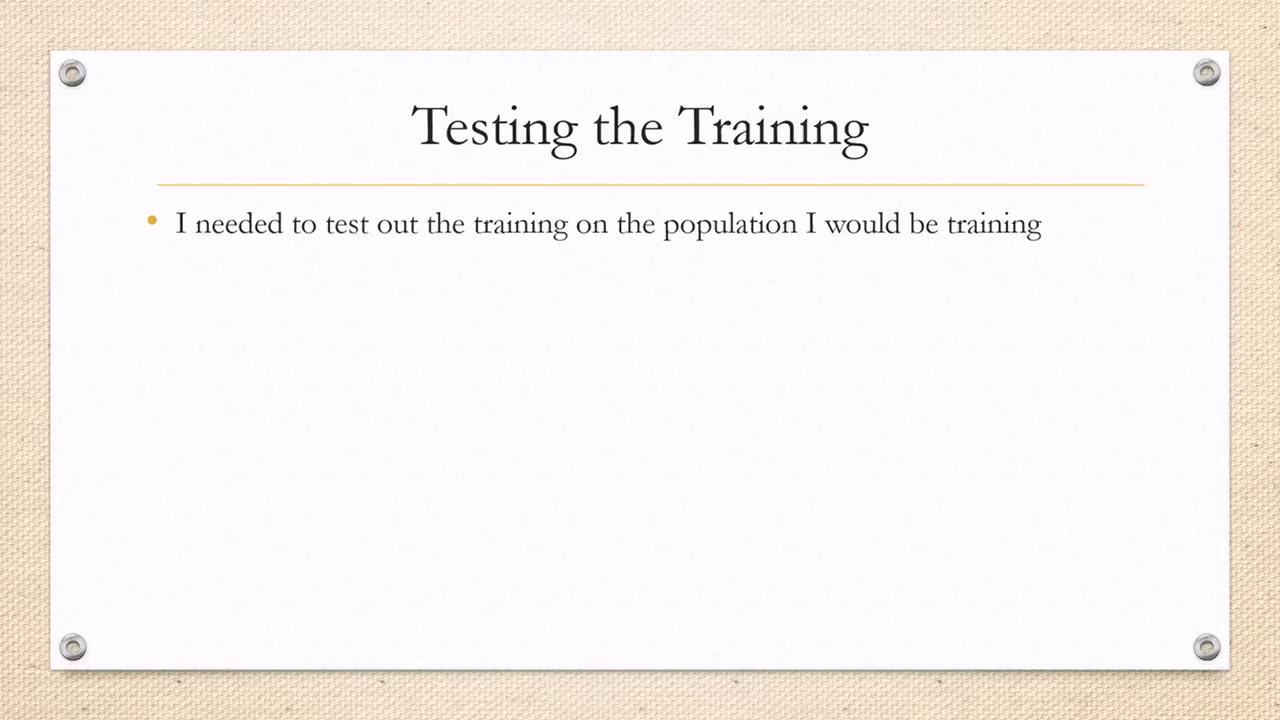 Testing the Training
• I needed to test out the training on the population I would be training